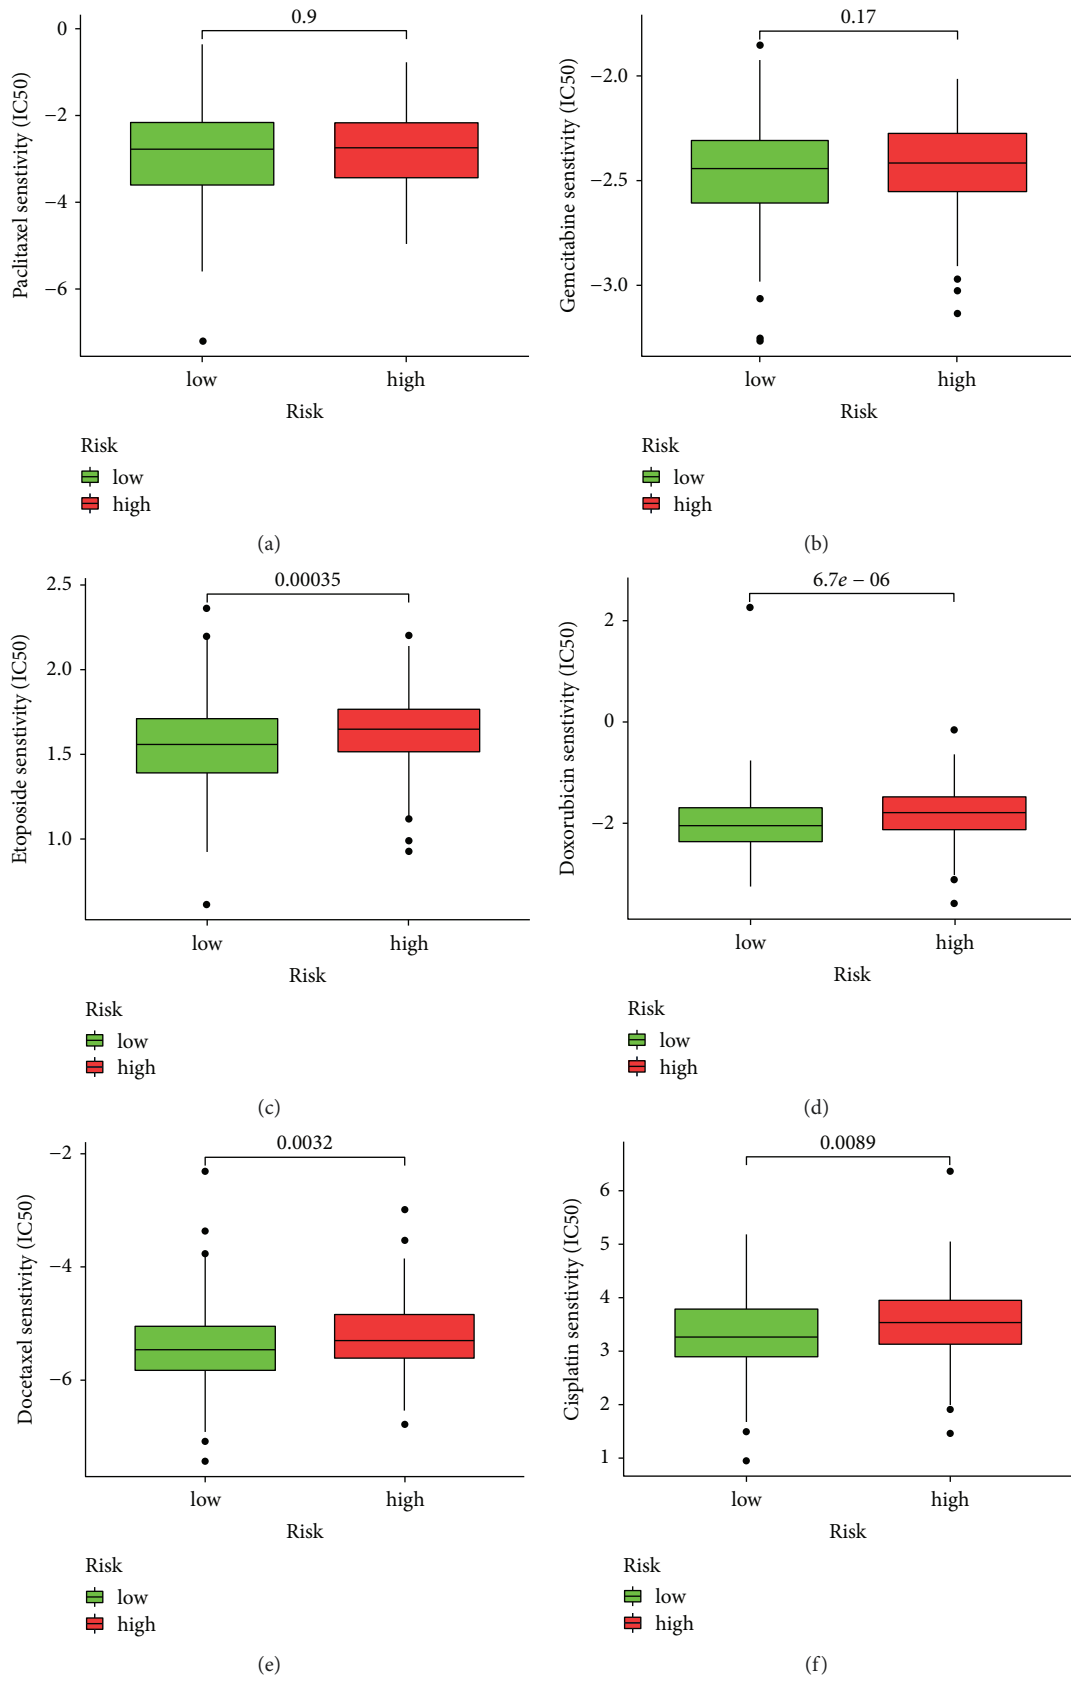 0.9
0
−2
−4
−6
Paclitaxel senstivity (IC50)
low
high
Risk
Risk
low
high
(a)
0.17
−2.0
−2.5
−3.0
Gemcitabine senstivity (IC50)
low
high
Risk
Risk
low
high
(b)
0.00035
2.5
2.0
1.5
1.0
Etoposide senstivity (IC50)
low
high
Risk
Risk
low
high
(c)
6.7e − 06
2
0
−2
Doxorubicin senstivity (IC50)
low
high
Risk
Risk
low
high
(d)
0.0032
−2
−4
−6
Docetaxel senstivity (IC50)
low
high
Risk
Risk
low
high
(e)
0.0089
6
5
4
3
2
1
Cisplatin senstivity (IC50)
low
high
Risk
Risk
low
high
(f)